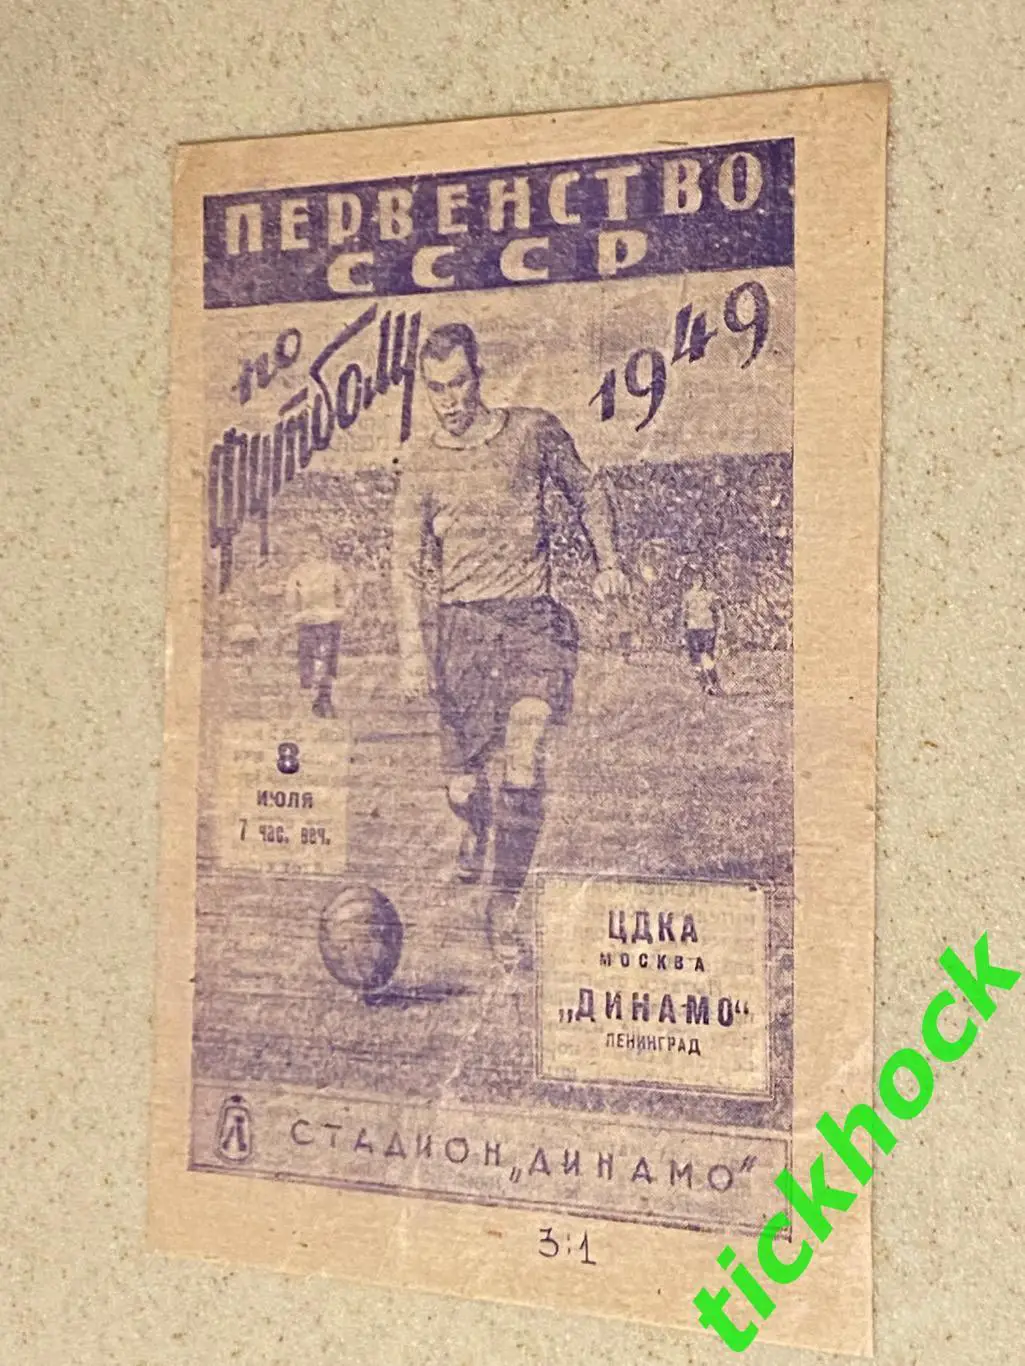 ПЕРВЕНСТВО
СССР
по
футболу
1949
8
июля
7 час. веч.
ЦДКА
МОСКВА
„ДИНАМО“
ЛЕНИНГРАД
СТАДИОН „ДИНАМО“
3:1
tickhock